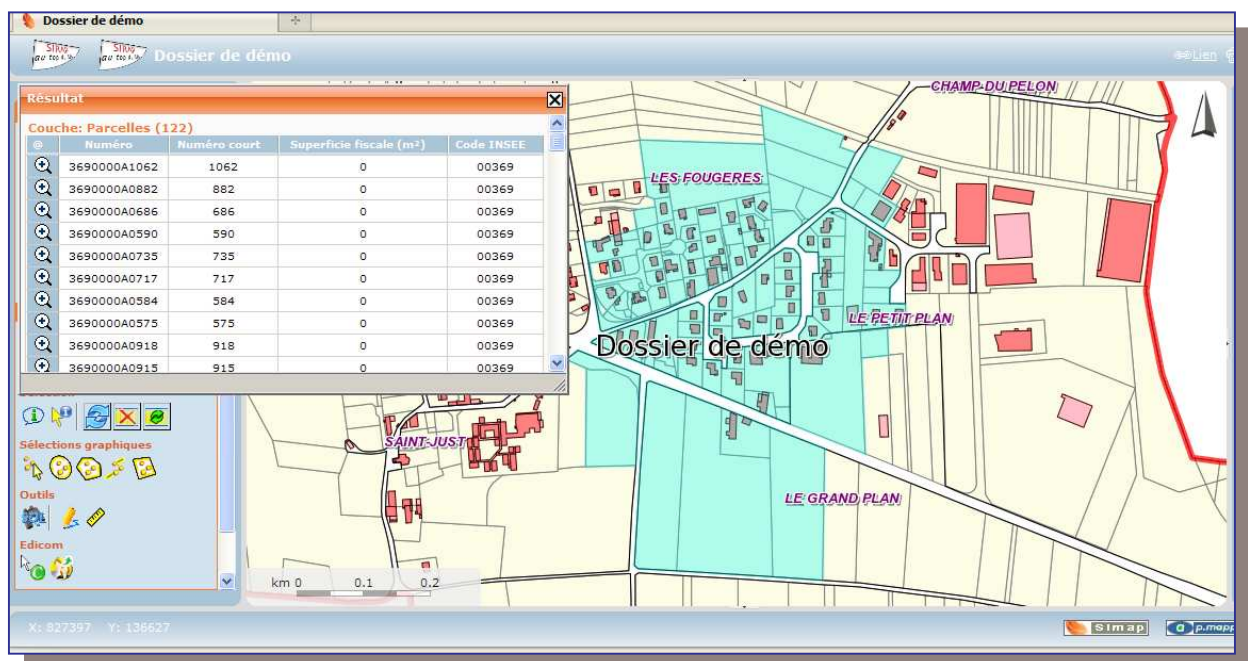 Dossier de démo
Dossier de démo
Lien
Résultat
Couche: Parcelles (122)
@ Numéro Numéro court Superficie fiscale (m²) Code INSEE
3690000A1062 1062 0 00369
3690000A0882 882 0 00369
3690000A0686 686 0 00369
3690000A0590 590 0 00369
3690000A0735 735 0 00369
3690000A0717 717 0 00369
3690000A0584 584 0 00369
3690000A0575 575 0 00369
3690000A0918 918 0 00369
3690000A0915 915 0 00369
CHAMP DU PELON
LES FOUGERES
LE PETIT PLAN
Dossier de démo
SAINT-JUST
LE GRAND PLAN
Sélections graphiques
Outils
Edicom
km 0 0.1 0.2
X: 827397 Y: 136627
Simap
p.mapp